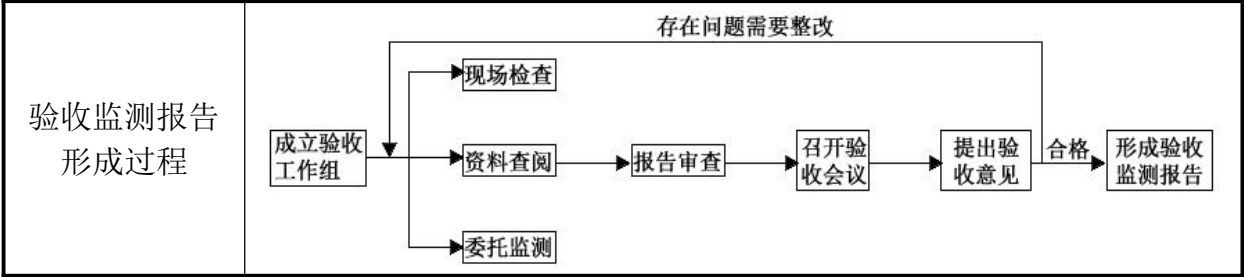 验收监测报告
形成过程
存在问题需要整改
现场检查
成立验收
工作组
资料查阅
报告审查
召开验
收会议
提出验
收意见
合格
形成验收
监测报告
委托监测